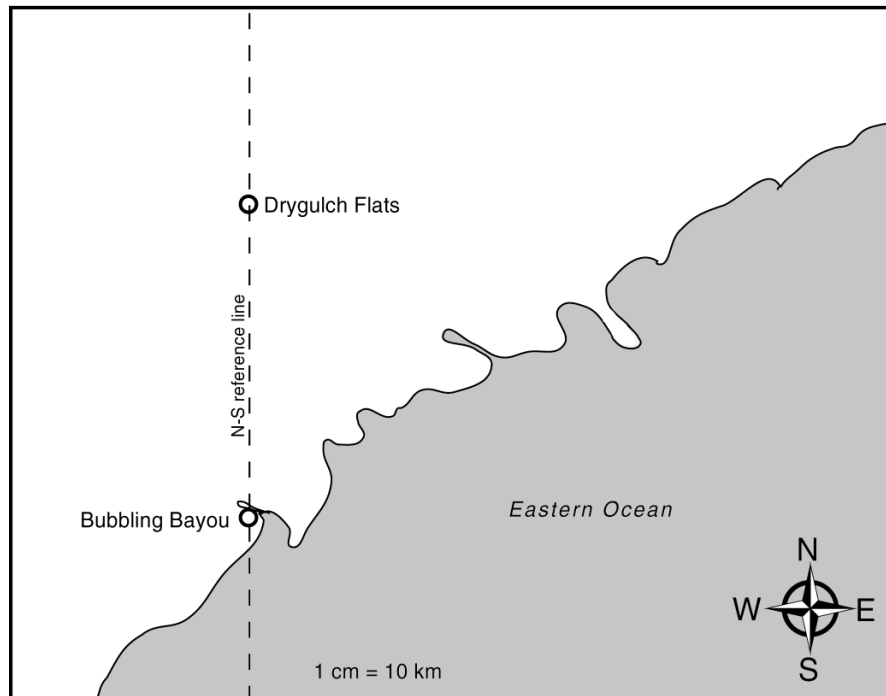 Drygulch Flats
N-S reference line
Bubbling Bayou
Eastern Ocean
N
W
E
S
1 cm = 10 km